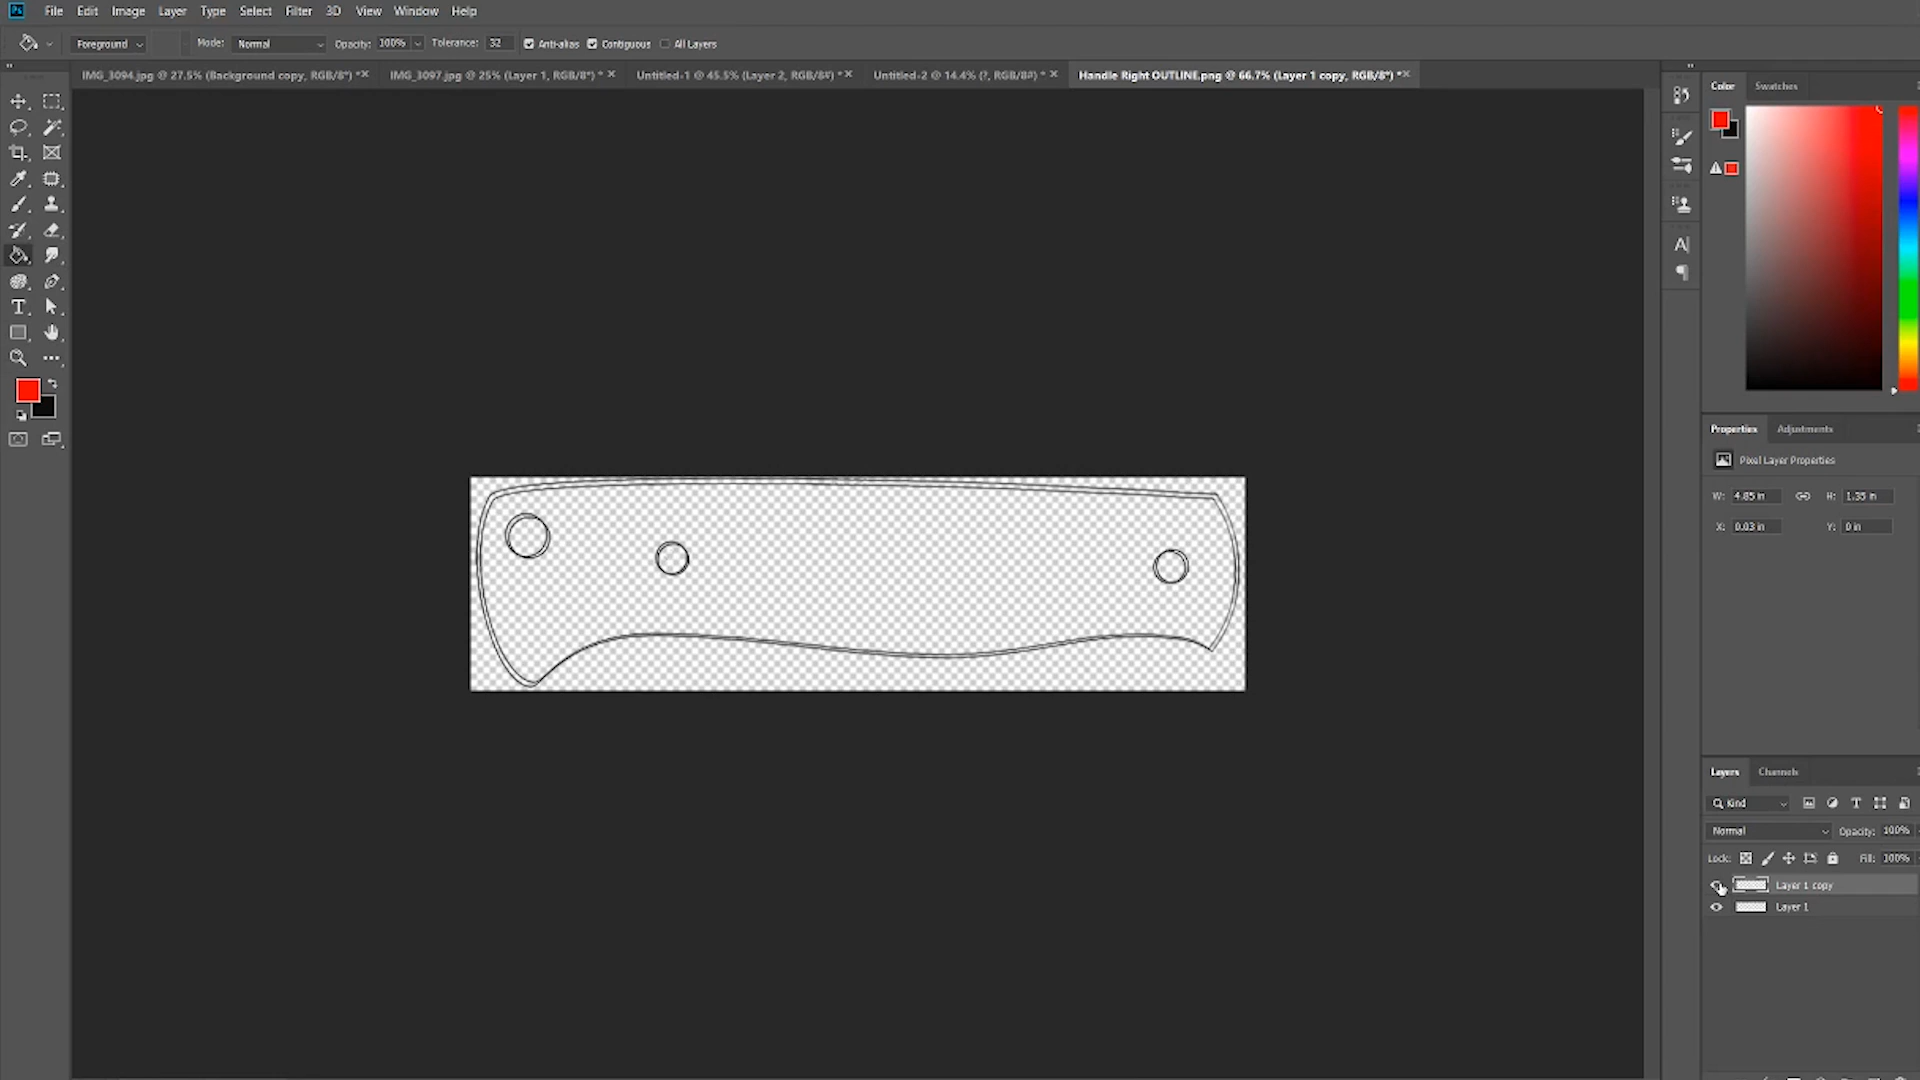 Ps File Edit Image Layer Type Select Filter 3D View Window Help
Foreground Mode: Normal Opacity: 100% Tolerance: 32 Anti-alias Contiguous All Layers
IMG_3094.jpg @ 27.5% (Background copy, RGB/8*) * IMG_3097.jpg @ 25% (Layer 1, RGB/8*) * Untitled-1 @ 45.5% (Layer 2, RGB/8#) * Untitled-2 @ 14.4% (?, RGB/8#) * Handle Right OUTLINE.png @ 66.7% (Layer 1 copy, RGB/8*) *
Color Swatches
Properties Adjustments
Pixel Layer Properties
W: 4.85 in H: 1.35 in
X: 0.03 in Y: 0 in
Layers Channels
Kind
Normal Opacity: 100%
Lock: Fill: 100%
Layer 1 copy
Layer 1